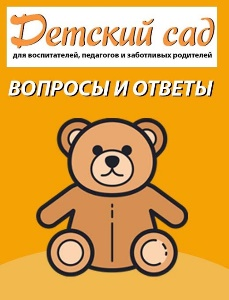 Детский сад
для воспитателей, педагогов и заботливых родителей
ВОПРОСЫ И ОТВЕТЫ